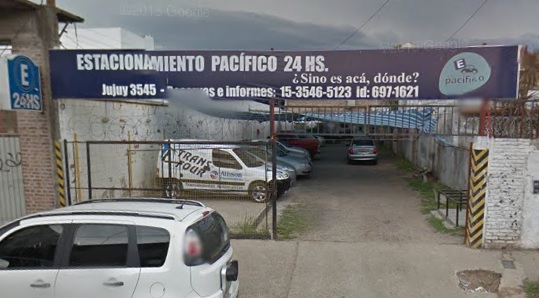 ESTACIONAMIENTO PACÍFICO 24 HS.
¿Sino es acá, dónde?
Jujuy 3545 - Reservas e informes: 15-3546-5123 id: 697-1621
E
pacífico
E
24HS
TRANS
TOUR